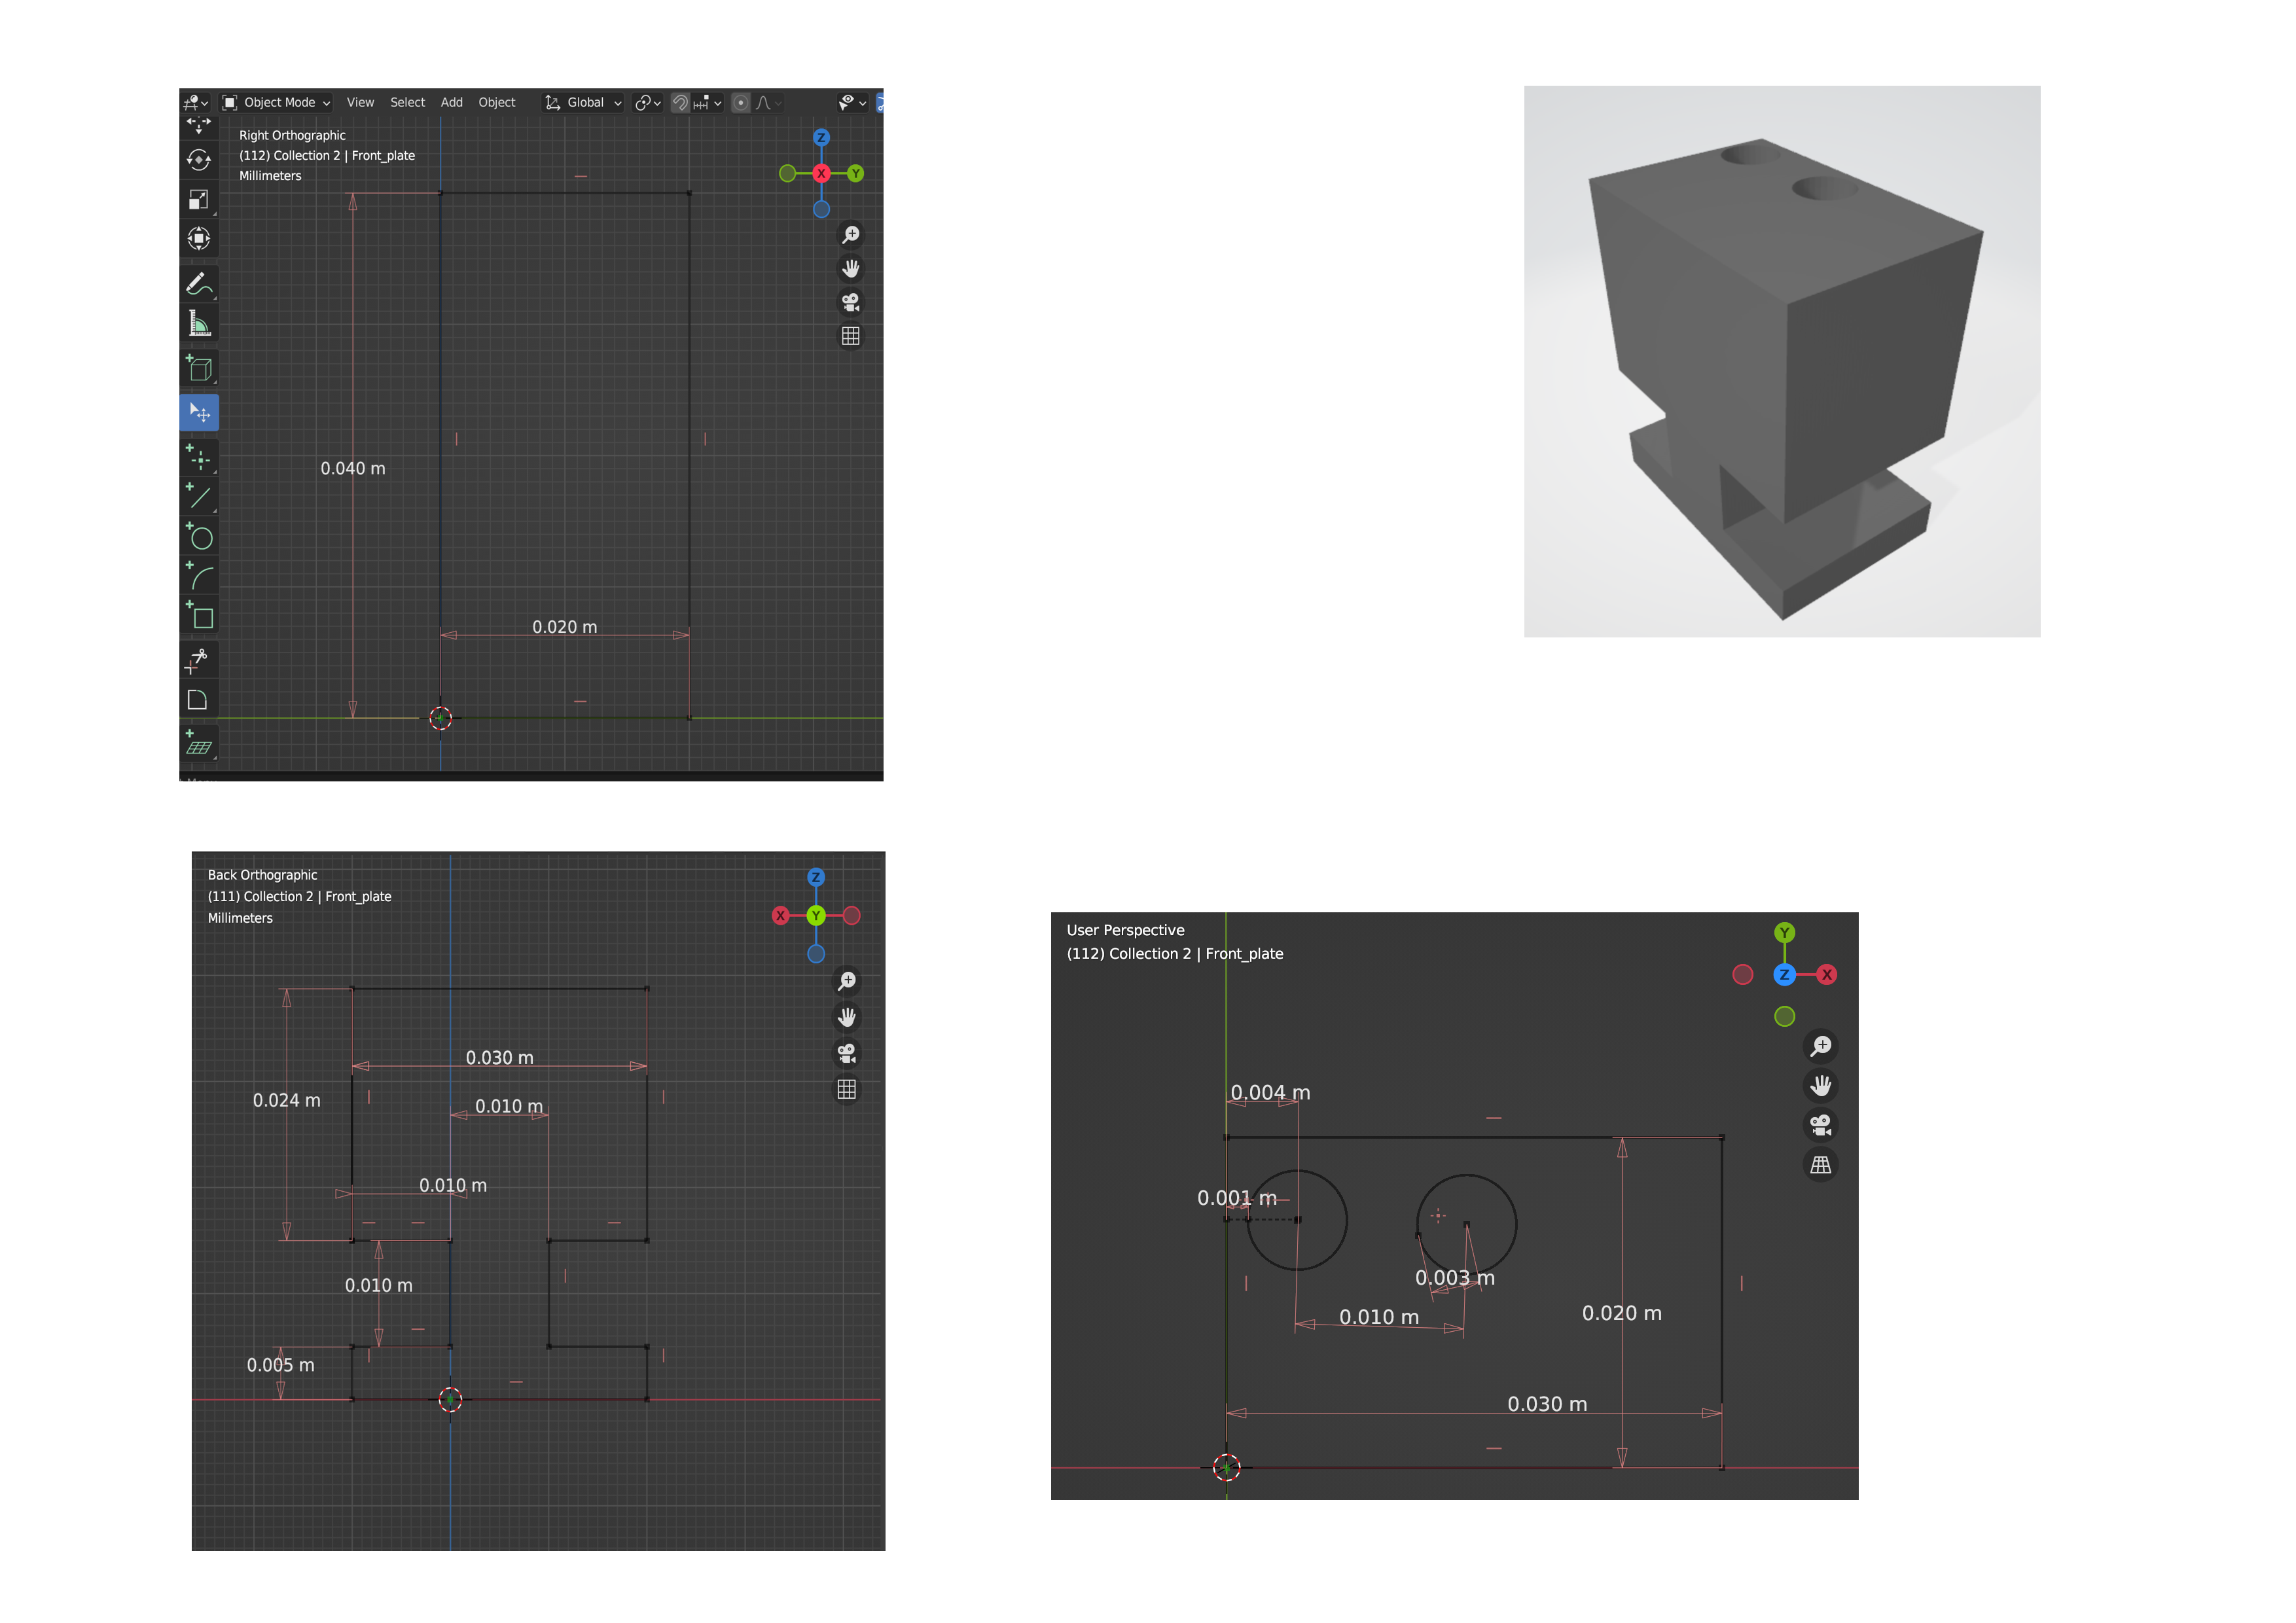 Object Mode View Select Add Object Global
Right Orthographic
(112) Collection 2 | Front_plate
Millimeters
Z
X
Y
0.040 m
0.020 m
Back Orthographic
(111) Collection 2 | Front_plate
Millimeters
Z
X
Y
0.030 m
0.024 m
0.010 m
0.010 m
0.010 m
0.005 m
User Perspective
(112) Collection 2 | Front_plate
Y
Z
X
0.004 m
0.001 m
0.003 m
0.010 m
0.020 m
0.030 m